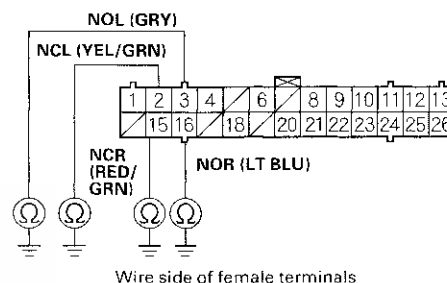 NOL (GRY)
NCL (YEL/GRN)
1 2 3 4 6 8 9 10 11 12 13
15 16 18 20 21 22 23 24 25 26
NCR
(RED/
GRN)
NOR (LT BLU)
Ω Ω Ω Ω
Wire side of female terminals